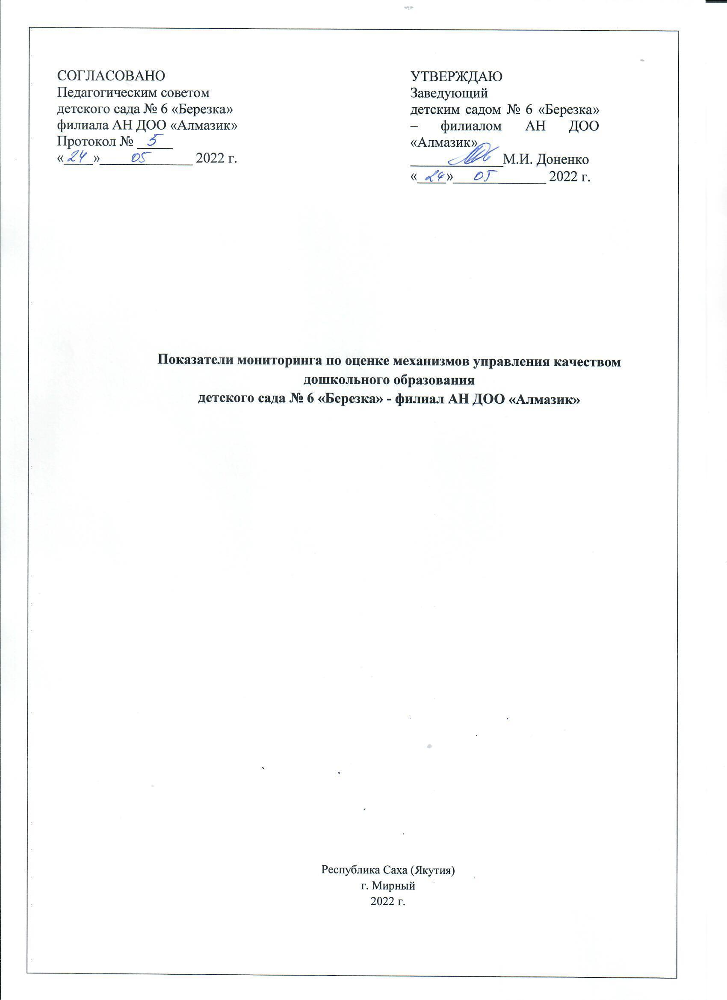 СОГЛАСОВАНО
Педагогическим советом
детского сада № 6 «Березка»
филиала АН ДОО «Алмазик»
Протокол № 5
«24» 05 2022 г.
УТВЕРЖДАЮ
Заведующий
детским садом № 6 «Березка»
– филиалом АН ДОО
«Алмазик»
М.И. Доненко
«24» 05 2022 г.
Показатели мониторинга по оценке механизмов управления качеством
дошкольного образования
детского сада № 6 «Березка» - филиал АН ДОО «Алмазик»
Республика Саха (Якутия)
г. Мирный
2022 г.